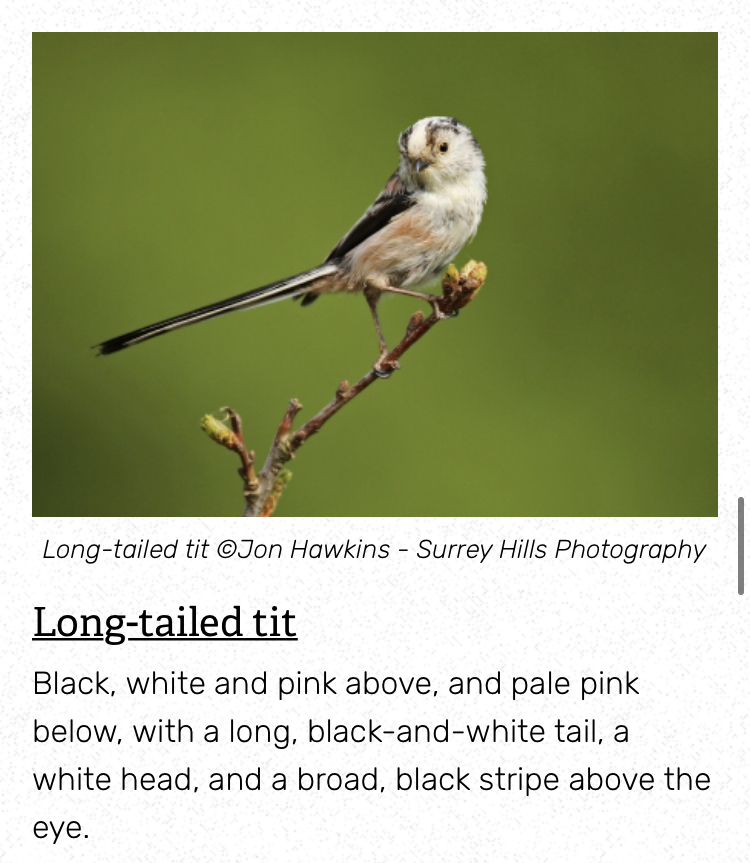 Long-tailed tit ©Jon Hawkins - Surrey Hills Photography
Long-tailed tit
Black, white and pink above, and pale pink
below, with a long, black-and-white tail, a
white head, and a broad, black stripe above the
eye.